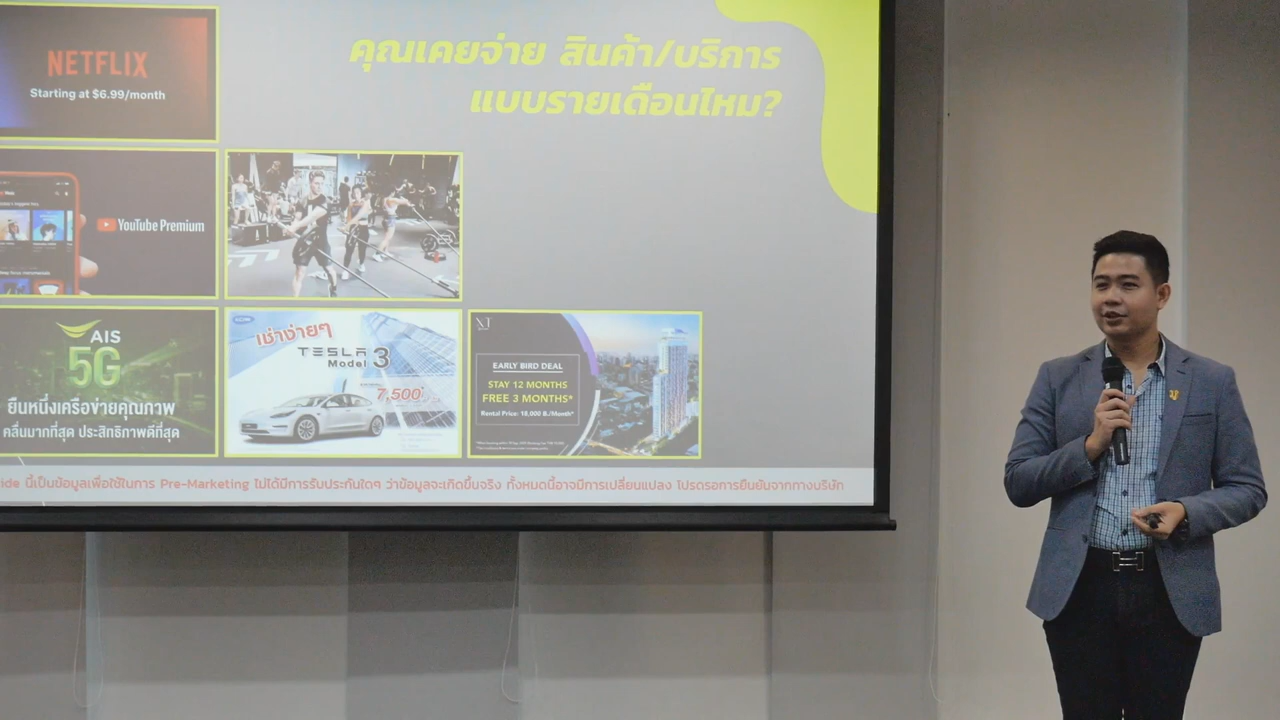 คุณเคยจ่าย สินค้า/บริการ
แบบรายเดือนไหม?
NETFLIX
Starting at $6.99/month
YouTube Premium
AIS
5G
ยืนหนึ่งเครือข่ายคุณภาพ
คลื่นมากที่สุด ประสิทธิภาพดีที่สุด
เช่าง่ายๆ
TESLA
Model 3
7,500
XT
EARLY BIRD DEAL
STAY 12 MONTHS
FREE 3 MONTHS*
Rental Price: 18,000 B./Month*
นี้เป็นข้อมูลเพื่อใช้ในการ Pre-Marketing ไม่ได้มีการรับประกันใดๆ ว่าข้อมูลจะเกิดขึ้นจริง ทั้งหมดนี้อาจมีการเปลี่ยนแปลง โปรดรอการยืนยันจากทางบริษัท